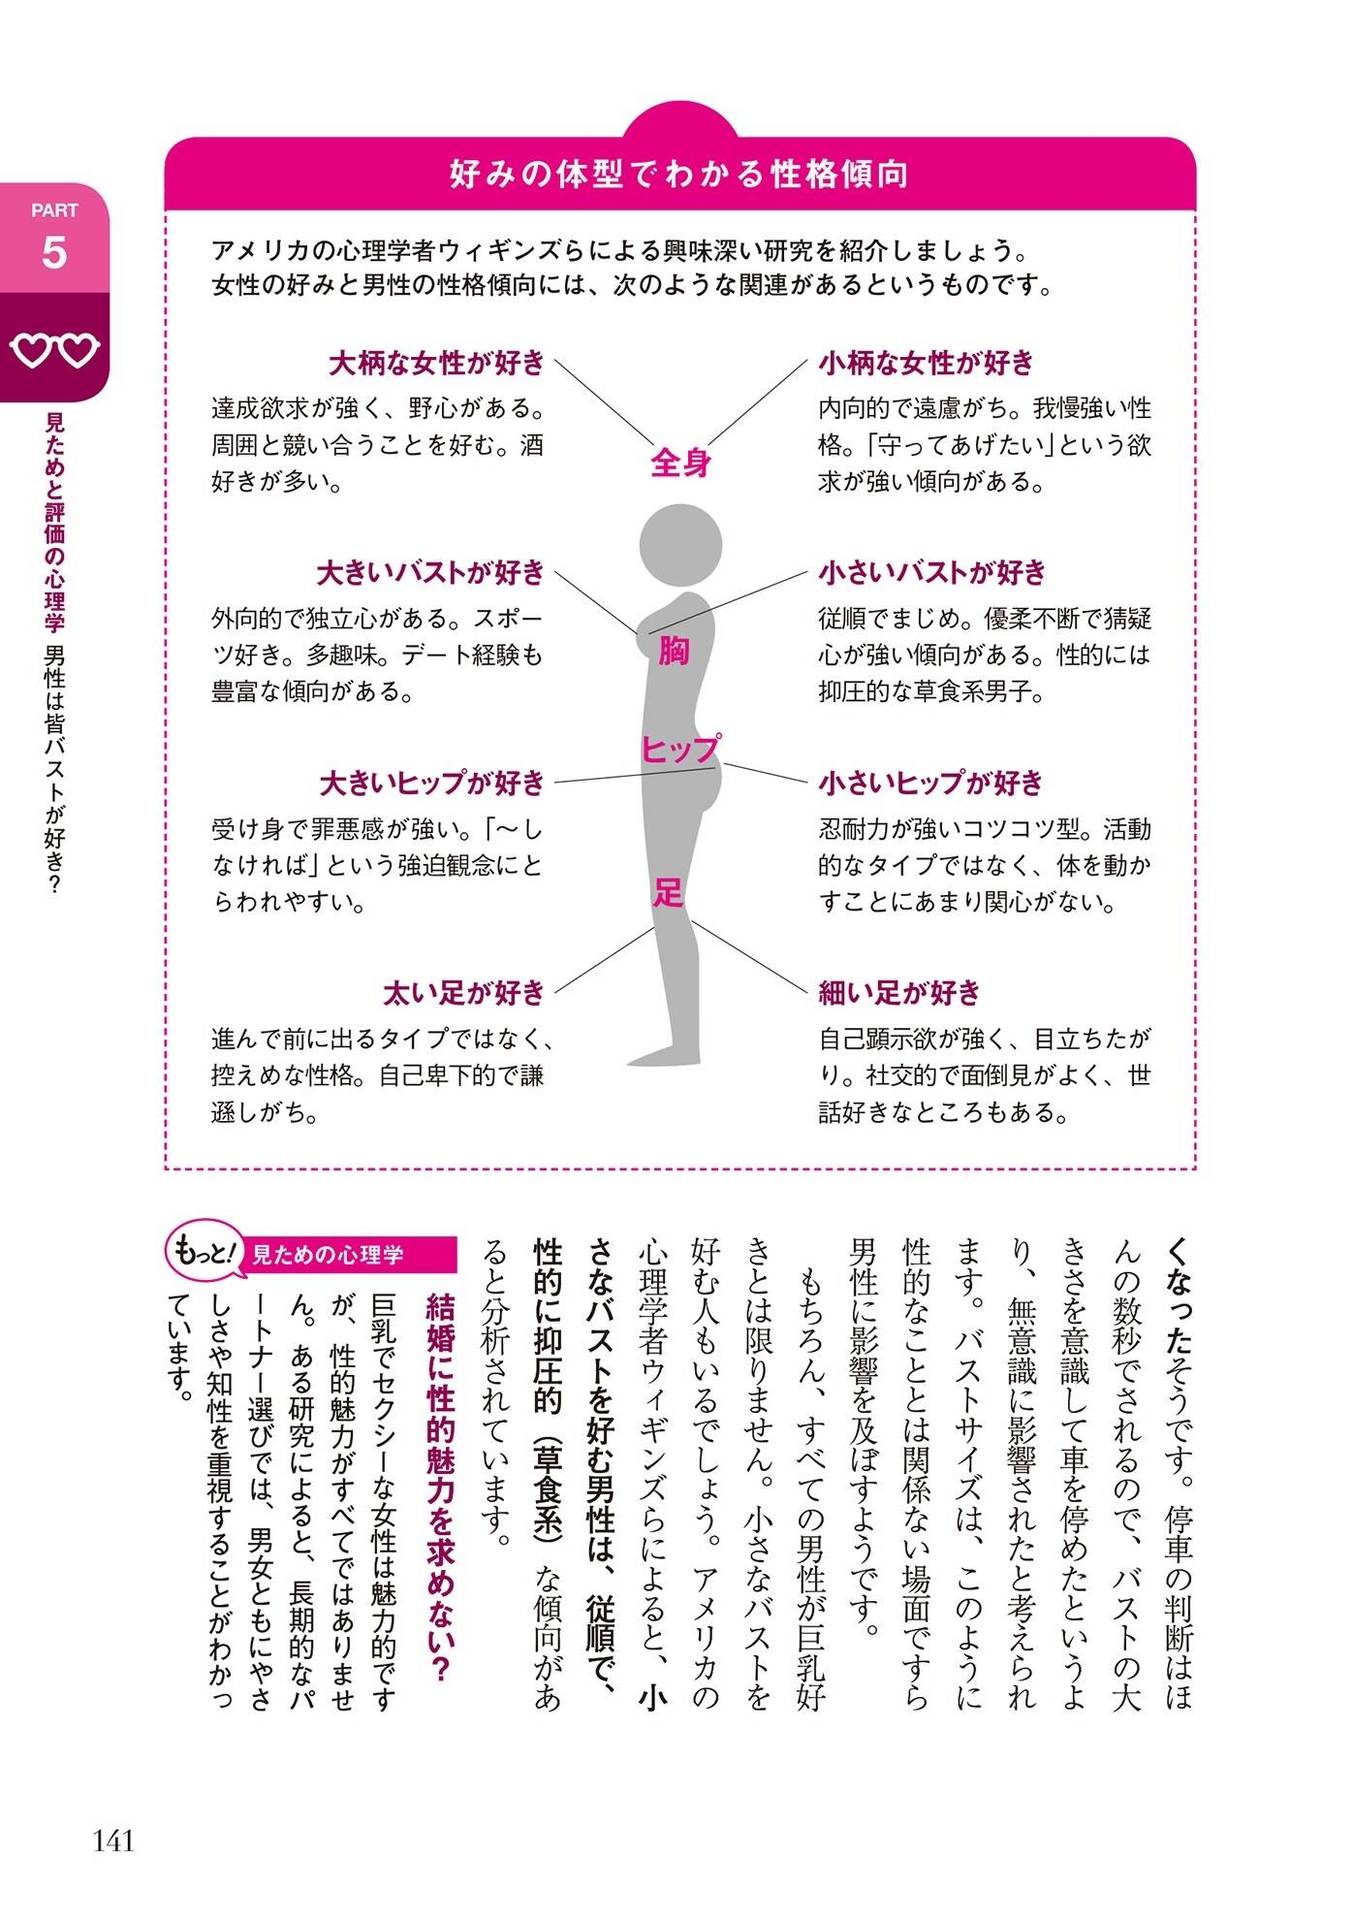 PART
5
見ためと評価の心理学 男性は皆バストが好き?
好みの体型でわかる性格傾向
アメリカの心理学者ウィギンズらによる興味深い研究を紹介しましょう。
女性の好みと男性の性格傾向には、次のような関連があるというものです。
大柄な女性が好き
達成欲求が強く、野心がある。
周囲と競い合うことを好む。酒
好きが多い。
小柄な女性が好き
内向的で遠慮がち。我慢強い性
格。「守ってあげたい」という欲
求が強い傾向がある。
全身
大きいバストが好き
外向的で独立心がある。スポー
ツ好き。多趣味。デート経験も
豊富な傾向がある。
小さいバストが好き
従順でまじめ。優柔不断で猜疑
心が強い傾向がある。性的には
抑圧的な草食系男子。
胸
大きいヒップが好き
受け身で罪悪感が強い。「〜し
なければ」という強迫観念にと
らわれやすい。
ヒップ
小さいヒップが好き
忍耐力が強いコツコツ型。活動
的なタイプではなく、体を動か
すことにあまり関心がない。
足
太い足が好き
進んで前に出るタイプではなく、
控えめな性格。自己卑下的で謙
遜しがち。
細い足が好き
自己顕示欲が強く、目立ちたが
り。社交的で面倒見がよく、世
話好きなところもある。
くなったそうです。停車の判断はほ
んの数秒でされるので、バストの大
きさを意識して車を停めたというよ
り、無意識に影響されたと考えられ
ます。バストサイズは、このように
性的なこととは関係ない場面ですら
男性に影響を及ぼすようです。
もちろん、すべての男性が巨乳好
きとは限りません。小さなバストを
好む人もいるでしょう。アメリカの
心理学者ウィギンズらによると、小
さなバストを好む男性は、従順で、
性的に抑圧的（草食系）な傾向があ
ると分析されています。
もっと!
見ための心理学
結婚に性的魅力を求めない?
巨乳でセクシーな女性は魅力的です
が、性的魅力がすべてではありませ
ん。ある研究によると、長期的なパ
ートナー選びでは、男女ともにやさ
しさや知性を重視することがわかっ
ています。
141